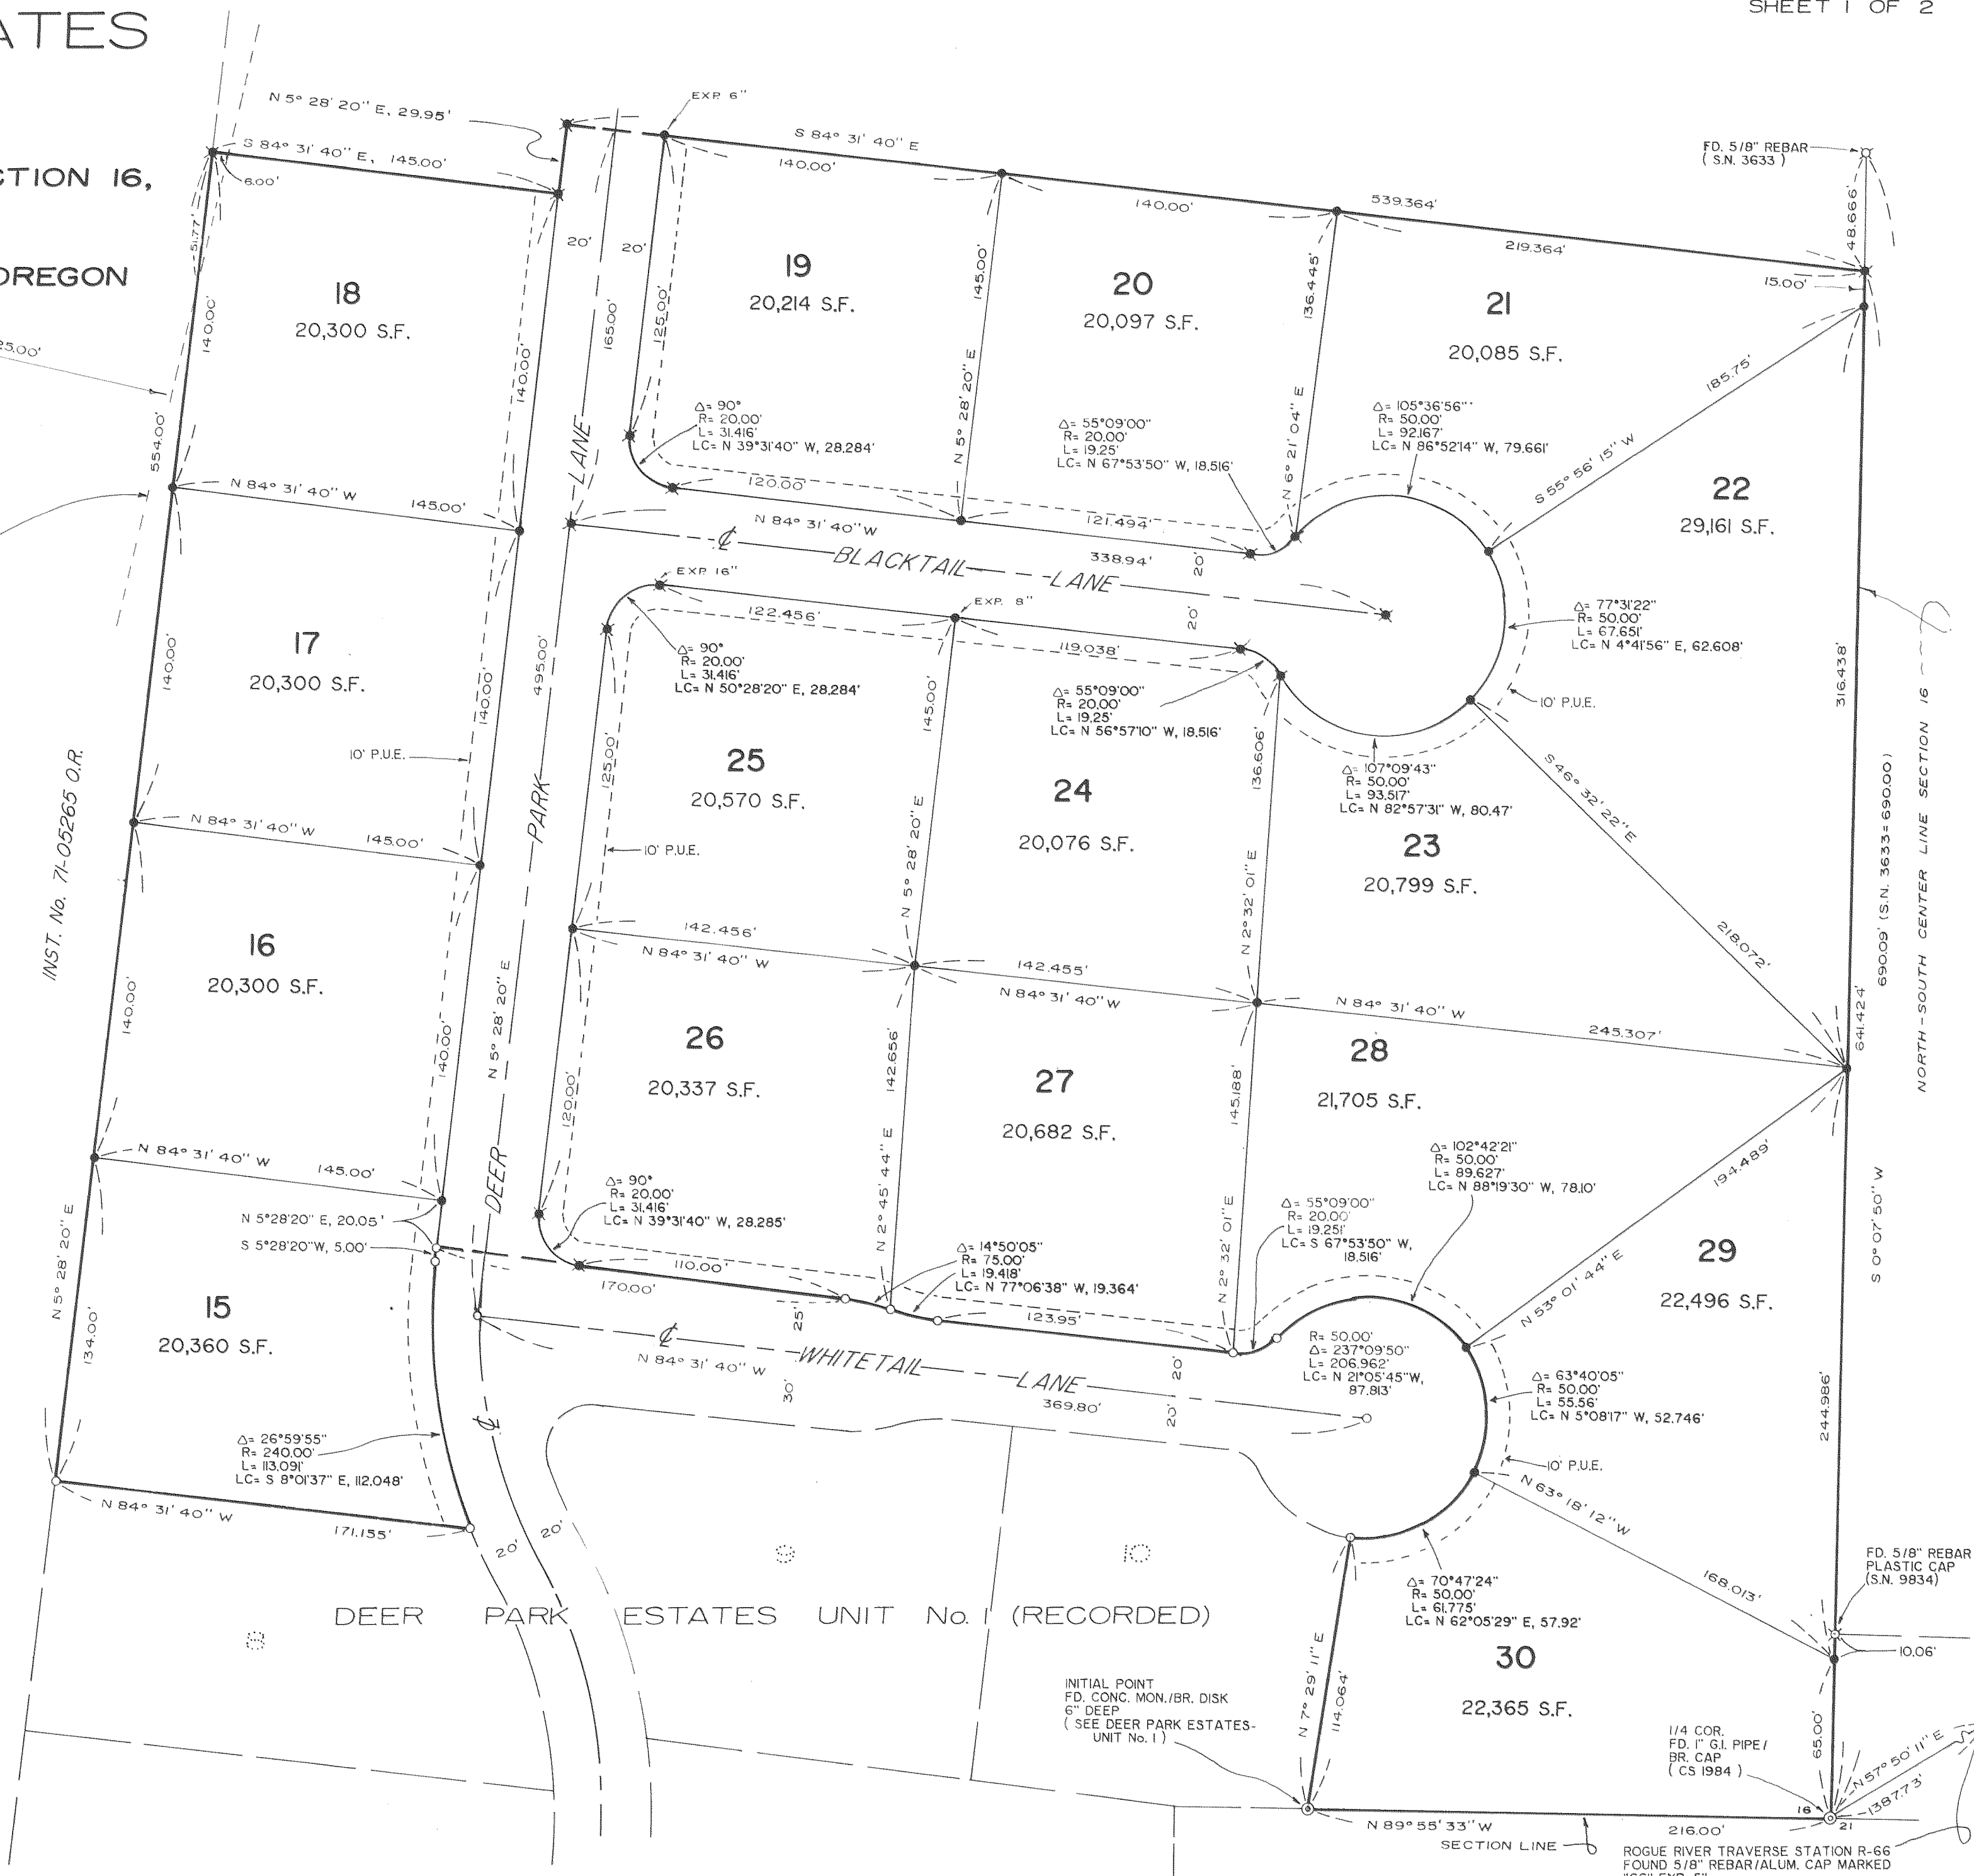 SHEET 1 OF 2
ATES
CTION 16,
OREGON
25.00'
N 5° 28' 20" E, 29.95'
EXP. 6"
S 84° 31' 40" E, 145.00'
6.00'
51.77'
S 84° 31' 40" E
140.00'
140.00'
539.364'
219.364'
FD. 5/8" REBAR
( S.N. 3633 )
48.666'
15.00'
20'
20'
18
20,300 S.F.
140.00'
140.00'
554.00'
165.00'
125.00'
19
20,214 S.F.
145.00'
N 5° 28' 20" E
20
20,097 S.F.
136.445'
N 6° 21' 04" E
21
20,085 S.F.
185.75'
S 55° 56' 15" W
22
29,161 S.F.
Δ= 90°
R= 20.00'
L= 31.416'
LC= N 39°31'40" W, 28.284'
Δ= 55°09'00"
R= 20.00'
L= 19.25'
LC= N 67°53'50" W, 18.516'
Δ= 105°36'56"
R= 50.00'
L= 92.167'
LC= N 86°52'14" W, 79.661'
N 84° 31' 40" W
145.00'
LANE
120.00'
N 84° 31' 40" W
121.494'
338.94'
20'
℄
BLACKTAIL LANE
20'
EXP. 16"
122.456'
EXP. 8"
119.038'
Δ= 77°31'22"
R= 50.00'
L= 67.651'
LC= N 4°41'56" E, 62.608'
10' P.U.E.
316.438'
17
20,300 S.F.
140.00'
140.00'
495.00'
Δ= 90°
R= 20.00'
L= 31.416'
LC= N 50°28'20" E, 28.284'
Δ= 55°09'00"
R= 20.00'
L= 19.25'
LC= N 56°57'10" W, 18.516'
Δ= 107°09'43"
R= 50.00'
L= 93.517'
LC= N 82°57'31" W, 80.47'
S 46° 32' 22" E
218.072'
10' P.U.E.
PARK
125.00'
25
20,570 S.F.
145.00'
N 5° 28' 20" E
24
20,076 S.F.
136.606'
N 2° 32' 01" E
23
20,799 S.F.
INST. No. 71-05265 O.R.
N 84° 31' 40" W
145.00'
10' P.U.E.
690.09' (S.N. 3633= 690.00)
NORTH-SOUTH CENTER LINE SECTION 16
641.424'
16
20,300 S.F.
140.00'
140.00'
N 5° 28' 20" E
142.456'
N 84° 31' 40" W
142.455'
N 84° 31' 40" W
N 84° 31' 40" W
245.307'
26
20,337 S.F.
120.00'
142.656'
N 2° 45' 44" E
27
20,682 S.F.
145.188'
N 2° 32' 01" E
28
21,705 S.F.
N 84° 31' 40" W
145.00'
DEER
Δ= 90°
R= 20.00'
L= 31.416'
LC= N 39°31'40" W, 28.285'
Δ= 102°42'21"
R= 50.00'
L= 89.627'
LC= N 88°19'30" W, 78.10'
194.489'
N 53° 01' 44" E
S 0° 07' 50" W
N 5°28'20" E, 20.05'
S 5°28'20"W, 5.00'
Δ= 14°50'05"
R= 75.00'
L= 19.418'
LC= N 77°06'38" W, 19.364'
Δ= 55°09'00"
R= 20.00'
L= 19.251'
LC= S 67°53'50" W,
18.516'
29
22,496 S.F.
N 5° 28' 20" E
134.00'
15
20,360 S.F.
110.00'
170.00'
25'
123.95'
℄
N 84° 31' 40" W
WHITETAIL LANE
30'
20'
20'
369.80'
R= 50.00'
Δ= 237°09'50"
L= 206.962'
LC= N 21°05'45"W,
87.813'
Δ= 63°40'05"
R= 50.00'
L= 55.56'
LC= N 5°08'17" W, 52.746'
244.986'
℄
Δ= 26°59'55"
R= 240.00'
L= 113.091'
LC= S 8°01'37" E, 112.048'
10' P.U.E.
N 63° 18' 12" W
168.013'
N 84° 31' 40" W
171.155'
20'
20'
9
10
FD. 5/8" REBAR
PLASTIC CAP
(S.N. 9834)
10.06'
Δ= 70°47'24"
R= 50.00'
L= 61.775'
LC= N 62°05'29" E, 57.92'
DEER PARK ESTATES UNIT No. 1 (RECORDED)
8
30
22,365 S.F.
N 7° 29' 11" E
114.064'
INITIAL POINT
FD. CONC. MON./BR. DISK
6" DEEP
( SEE DEER PARK ESTATES-
UNIT No. 1 )
1/4 COR.
FD. 1" G.I. PIPE/
BR. CAP
( CS 1984 )
65.00'
N 57° 50' 11" E
1387.73'
16
21
N 89° 55' 33" W
216.00'
SECTION LINE
ROGUE RIVER TRAVERSE STATION R-66
FOUND 5/8" REBAR/ALUM. CAP MARKED